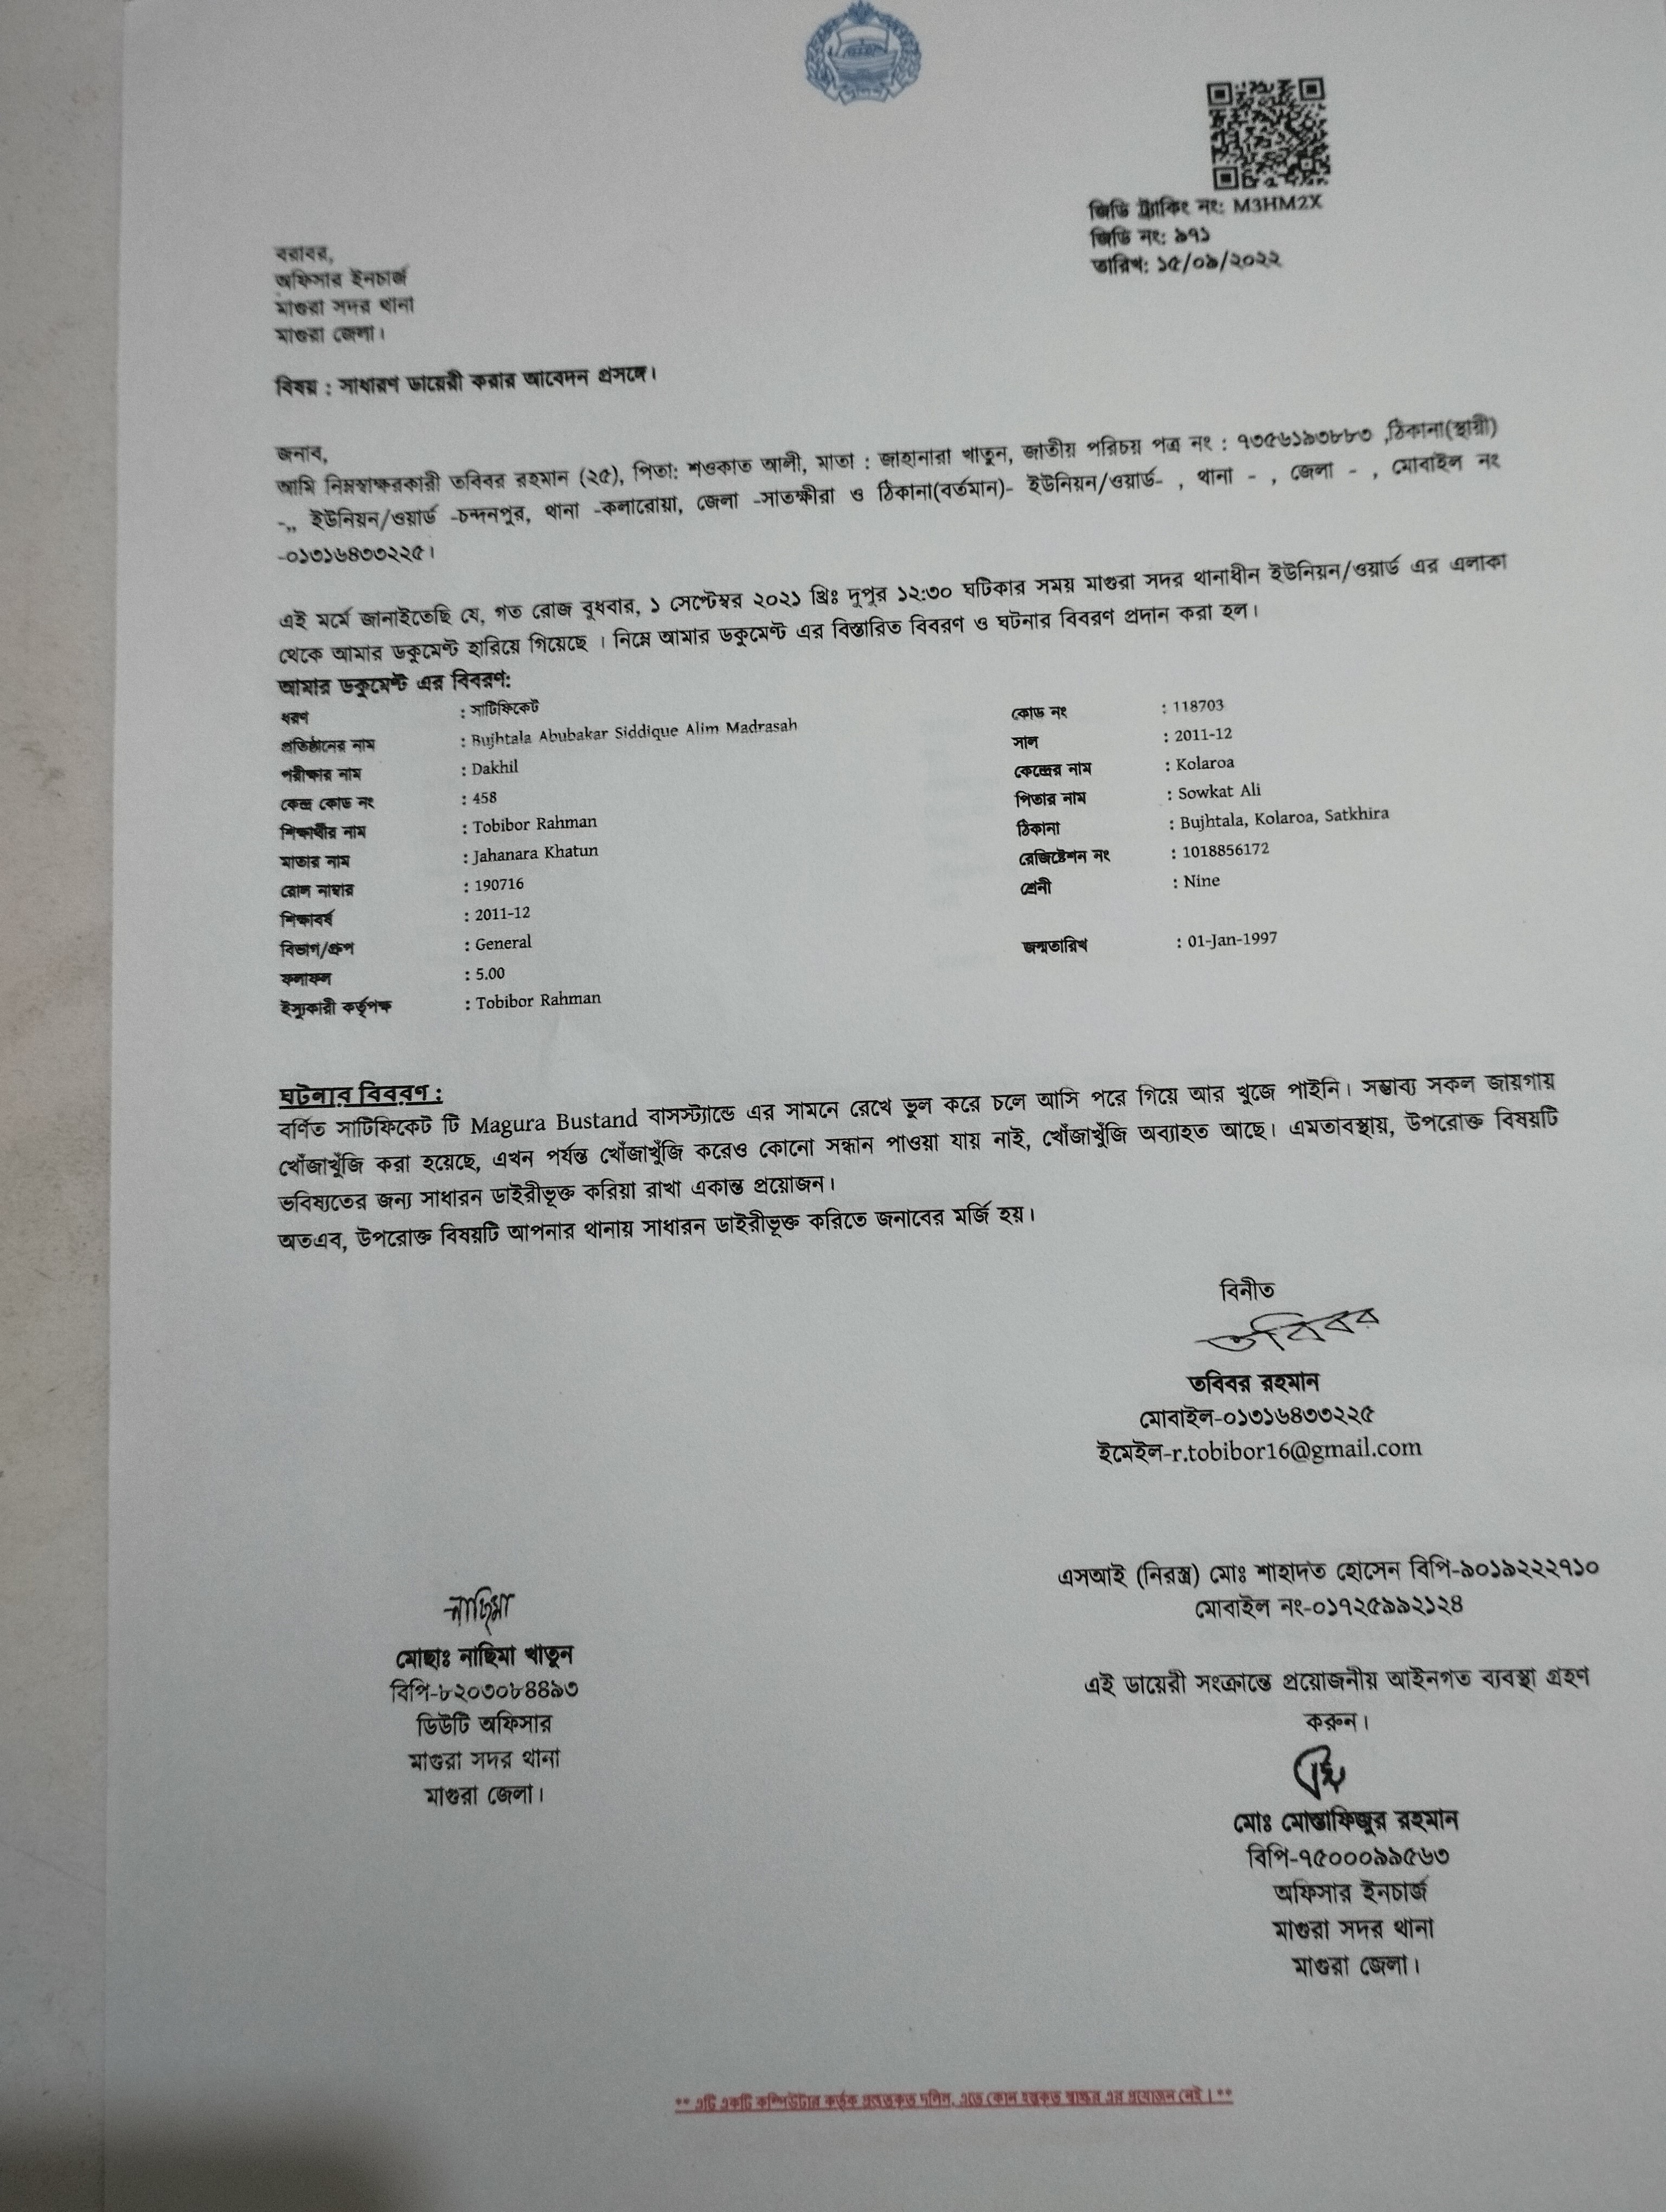 জিডি ট্র্যাকিং নং: M3HM2X
জিডি নং: ৯৭১
তারিখ: ১৫/০৯/২০২২
বরাবর,
অফিসার ইনচার্জ
মাগুরা সদর থানা
মাগুরা জেলা।
বিষয় : সাধারণ ডায়েরী করার আবেদন প্রসঙ্গে।
জনাব,
আমি নিম্নস্বাক্ষরকারী তবিবর রহমান (২৫), পিতা: শওকাত আলী, মাতা : জাহানারা খাতুন, জাতীয় পরিচয় পত্র নং : ৭৩৫৬১৯৩৮৮৩ ,ঠিকানা(স্থায়ী)
-,, ইউনিয়ন/ওয়ার্ড -চন্দনপুর, থানা -কলারোয়া, জেলা -সাতক্ষীরা ও ঠিকানা(বর্তমান)- ইউনিয়ন/ওয়ার্ড- , থানা - , জেলা - , মোবাইল নং
-০১৩১৬৪৩৩২২৫।
এই মর্মে জানাইতেছি যে, গত রোজ বুধবার, ১ সেপ্টেম্বর ২০২১ খ্রিঃ দুপুর ১২:৩০ ঘটিকার সময় মাগুরা সদর থানাধীন ইউনিয়ন/ওয়ার্ড এর এলাকা
থেকে আমার ডকুমেন্ট হারিয়ে গিয়েছে । নিম্নে আমার ডকুমেন্ট এর বিস্তারিত বিবরণ ও ঘটনার বিবরণ প্রদান করা হল।
আমার ডকুমেন্ট এর বিবরণ:
ধরণ : সার্টিফিকেট কোড নং : 118703
প্রতিষ্ঠানের নাম : Bujhtala Abubakar Siddique Alim Madrasah সাল : 2011-12
পরীক্ষার নাম : Dakhil কেন্দ্রের নাম : Kolaroa
কেন্দ্র কোড নং : 458 পিতার নাম : Sowkat Ali
শিক্ষার্থীর নাম : Tobibor Rahman ঠিকানা : Bujhtala, Kolaroa, Satkhira
মাতার নাম : Jahanara Khatun রেজিষ্টেশন নং : 1018856172
রোল নাম্বার : 190716 শ্রেনী : Nine
শিক্ষাবর্ষ : 2011-12
বিভাগ/গ্রুপ : General জন্মতারিখ : 01-Jan-1997
ফলাফল : 5.00
ইস্যুকারী কর্তৃপক্ষ : Tobibor Rahman
ঘটনার বিবরণ :
বর্ণিত সার্টিফিকেট টি Magura Bustand বাসস্ট্যান্ডে এর সামনে রেখে ভুল করে চলে আসি পরে গিয়ে আর খুজে পাইনি। সম্ভাব্য সকল জায়গায়
খোঁজাখুঁজি করা হয়েছে, এখন পর্যন্ত খোঁজাখুঁজি করেও কোনো সন্ধান পাওয়া যায় নাই, খোঁজাখুঁজি অব্যাহত আছে। এমতাবস্থায়, উপরোক্ত বিষয়টি
ভবিষ্যতের জন্য সাধারন ডাইরীভূক্ত করিয়া রাখা একান্ত প্রয়োজন।
অতএব, উপরোক্ত বিষয়টি আপনার থানায় সাধারন ডাইরীভূক্ত করিতে জনাবের মর্জি হয়।
বিনীত
তবিবর
তবিবর রহমান
মোবাইল-০১৩১৬৪৩৩২২৫
ইমেইল-r.tobibor16@gmail.com
এসআই (নিরস্ত্র) মোঃ শাহাদত হোসেন বিপি-৯০১৯২২২৭১০
মোবাইল নং-০১৭২৫৯৯২১২৪
নাছিমা
মোছাঃ নাছিমা খাতুন
বিপি-৮২০৩০৮৪৪৯৩
ডিউটি অফিসার
মাগুরা সদর থানা
মাগুরা জেলা।
এই ডায়েরী সংক্রান্তে প্রয়োজনীয় আইনগত ব্যবস্থা গ্রহণ
করুন।
মোঃ মোস্তাফিজুর রহমান
বিপি-৭৫০০০৯৯৫৬৩
অফিসার ইনচার্জ
মাগুরা সদর থানা
মাগুরা জেলা।
** এটি একটি কম্পিউটার কর্তৃক প্রস্তুতকৃত দলিল, এতে কোন হস্তকৃত স্বাক্ষর এর প্রয়োজন নেই। **